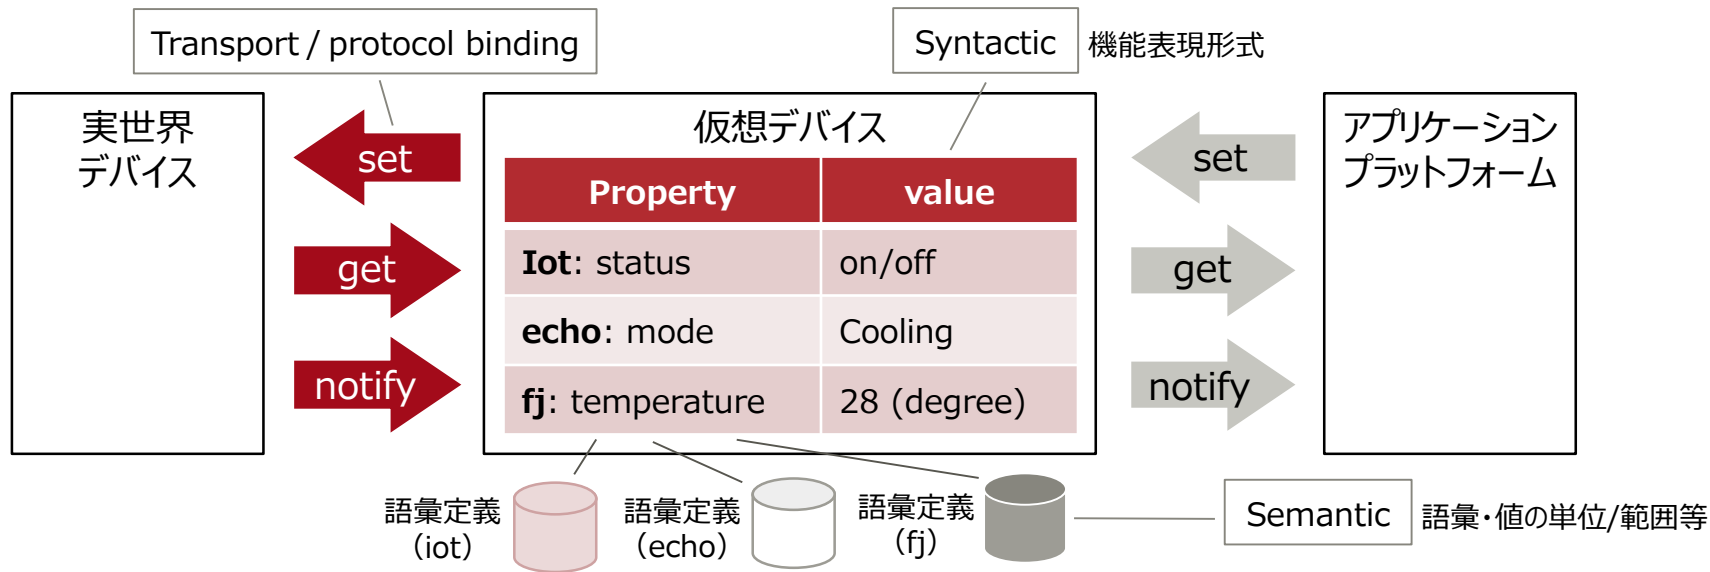 Transport / protocol binding
Syntactic 機能表現形式
実世界
デバイス
set
get
notify
仮想デバイス
Property value
Iot: status on/off
echo: mode Cooling
fj: temperature 28 (degree)
set
get
notify
アプリケーション
プラットフォーム
語彙定義
（iot）
語彙定義
（echo）
語彙定義
（fj）
Semantic 語彙・値の単位/範囲等